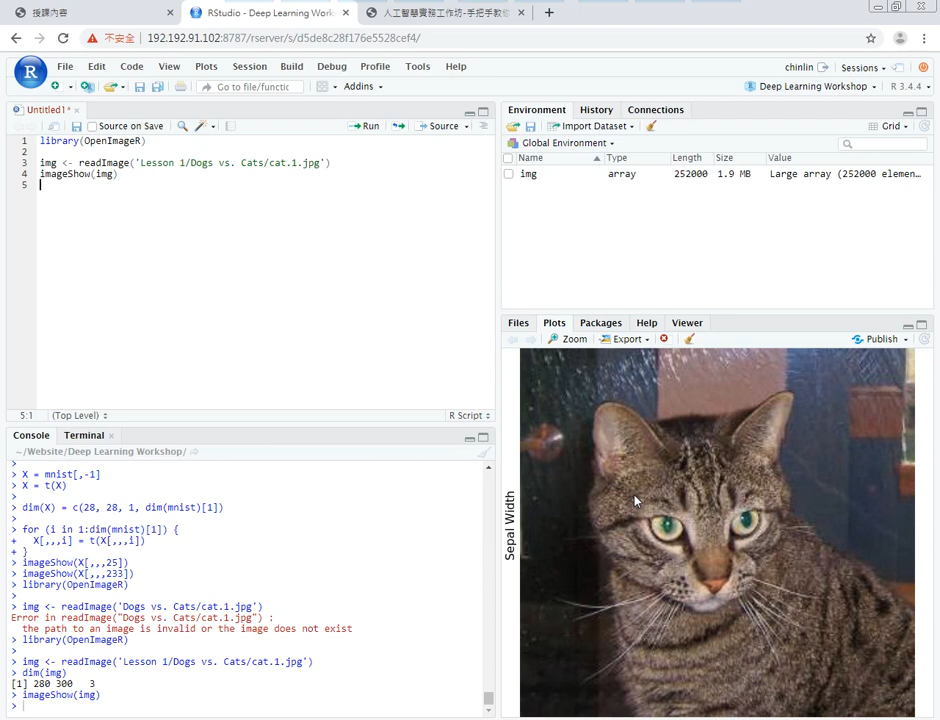 授課內容
RStudio - Deep Learning Work
人工智慧實務工作坊-手把手教你
不安全
192.192.91.102:8787/rserver/s/d5de8c28f176e5528cef4/
R
File Edit Code View Plots Session Build Debug Profile Tools Help
chinlin
Sessions
Go to file/functic
Addins
Deep Learning Workshop
R 3.4.4
Untitled1*
Source on Save
Run
Source
1 library(OpenImageR)
2
3 img <- readImage('Lesson 1/Dogs vs. Cats/cat.1.jpg')
4 imageShow(img)
5
5:1 (Top Level) R Script
Console Terminal
~/Website/Deep Learning Workshop/
>
> X = mnist[,-1]
> X = t(X)
>
> dim(X) = c(28, 28, 1, dim(mnist)[1])
>
> for (i in 1:dim(mnist)[1]) {
+ X[,,,i] = t(X[,,,i])
+ }
> imageShow(X[,,,25])
> imageShow(X[,,,233])
> library(OpenImageR)
>
> img <- readImage('Dogs vs. Cats/cat.1.jpg')
Error in readImage("Dogs vs. Cats/cat.1.jpg") :
the path to an image is invalid or the image does not exist
> library(OpenImageR)
>
> img <- readImage('Lesson 1/Dogs vs. Cats/cat.1.jpg')
> dim(img)
[1] 280 300 3
> imageShow(img)
>
Environment History Connections
Import Dataset
Grid
Global Environment
Name Type Length Size Value
img array 252000 1.9 MB Large array (252000 elemen…
Files Plots Packages Help Viewer
Zoom Export Publish
Sepal Width